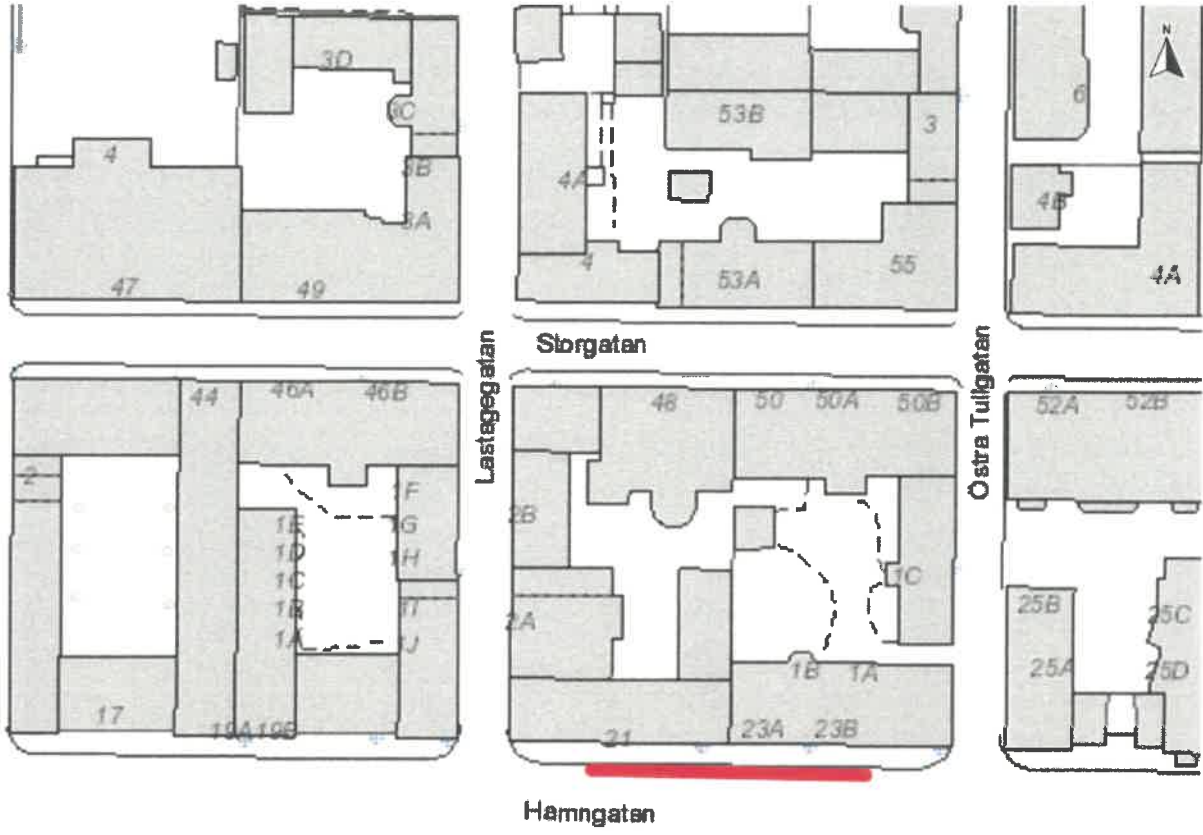 N
3D
6
3C
53B
3
4
3B
4A
4B
3A
4
47
49
53A
55
4A
Storgatan
Lastagegatan
Östra Tullgatan
44
46A
46B
48
50
50A
50B
52A
52B
2
1F
2B
1E
1G
1D
1H
1C
1C
1B
1I
2A
25B
25C
1A
1J
1B
1A
25A
25D
17
19A
19B
21
23A
23B
Hamngatan